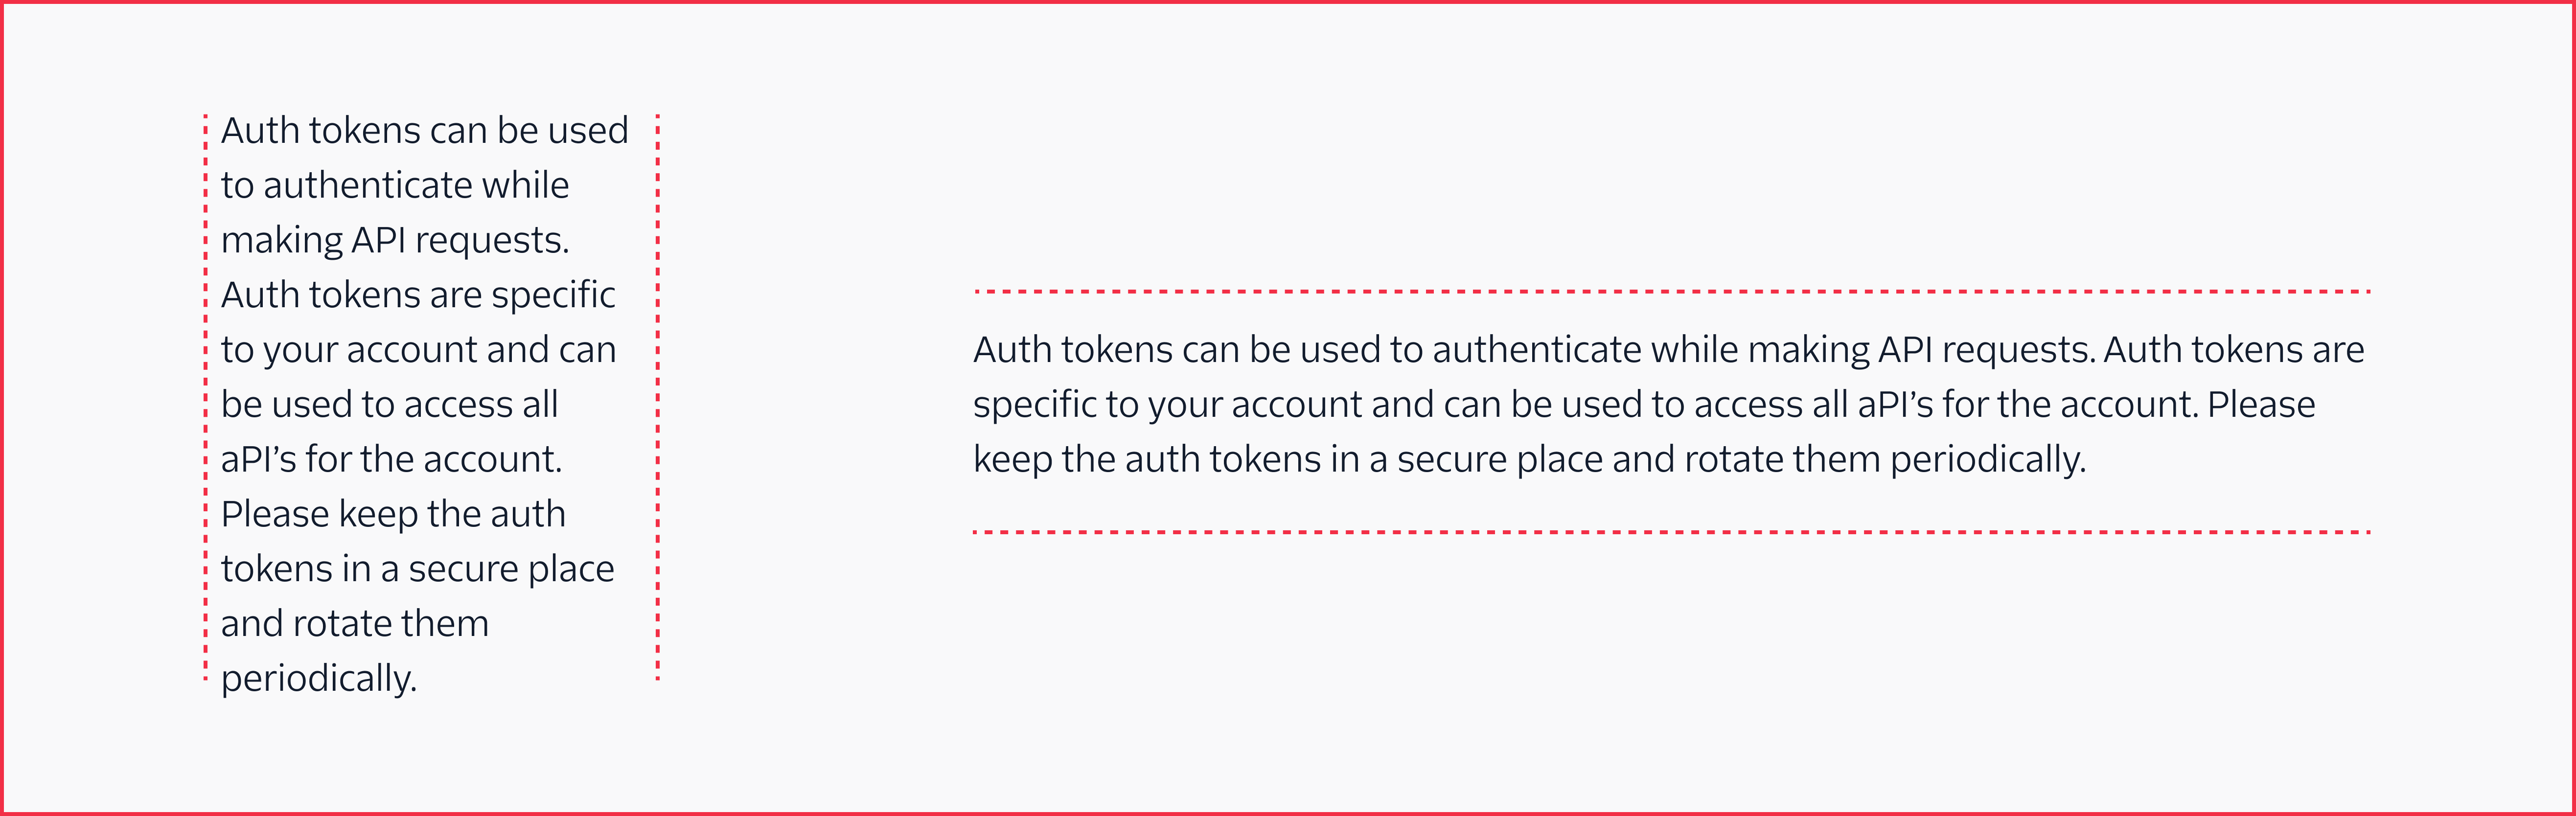 Auth tokens can be used
to authenticate while
making API requests.
Auth tokens are specific
to your account and can
be used to access all
aPI’s for the account.
Please keep the auth
tokens in a secure place
and rotate them
periodically.
Auth tokens can be used to authenticate while making API requests. Auth tokens are
specific to your account and can be used to access all aPI’s for the account. Please
keep the auth tokens in a secure place and rotate them periodically.